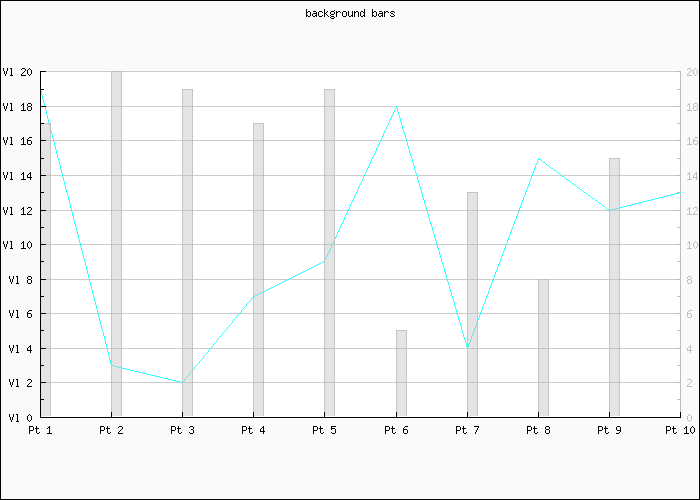 background bars
Vl 20 20
Vl 18 18
Vl 16 16
Vl 14 14
Vl 12 12
Vl 10 10
Vl 8 8
Vl 6 6
Vl 4 4
Vl 2 2
Vl 0 0
Pt 1 Pt 2 Pt 3 Pt 4 Pt 5 Pt 6 Pt 7 Pt 8 Pt 9 Pt 10